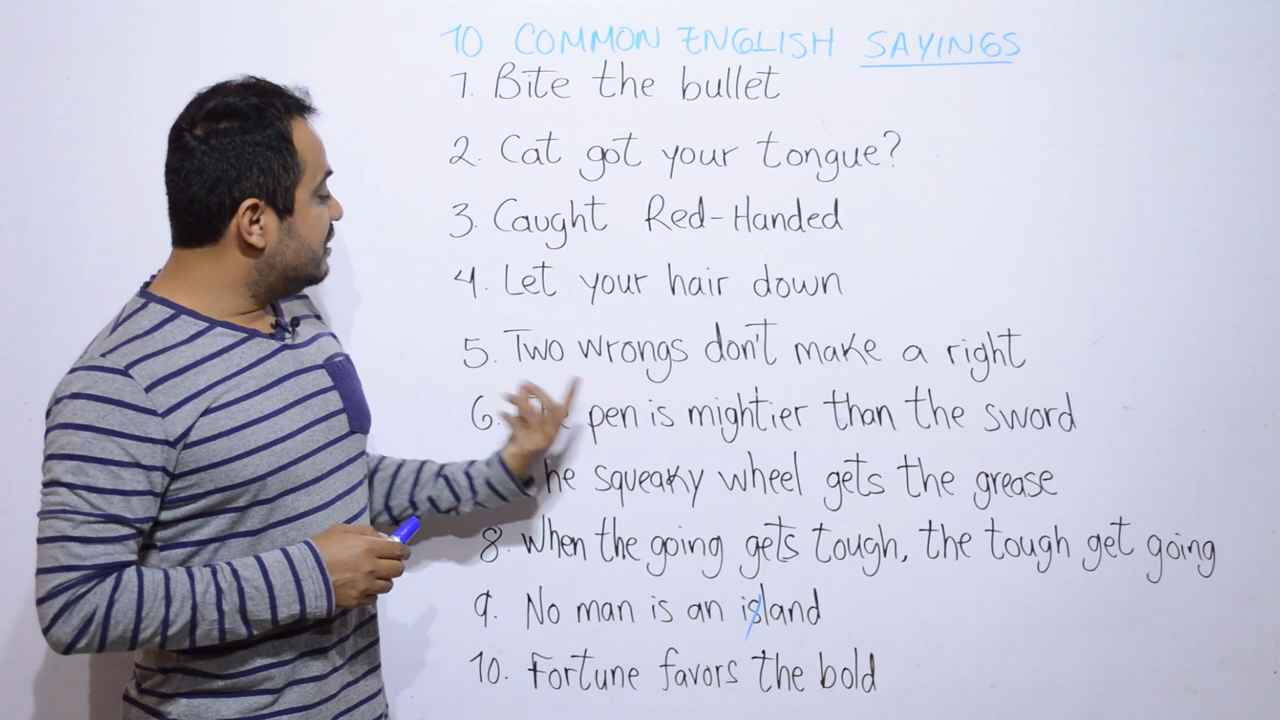 10 COMMON ENGLISH SAYINGS
1. Bite the bullet
2. Cat got your tongue?
3. Caught Red-Handed
4. Let your hair down
5. Two wrongs don't make a right
6. pen is mightier than the sword
he squeaky wheel gets the grease
8. When the going gets tough, the tough get going
9. No man is an island
10. Fortune favors the bold